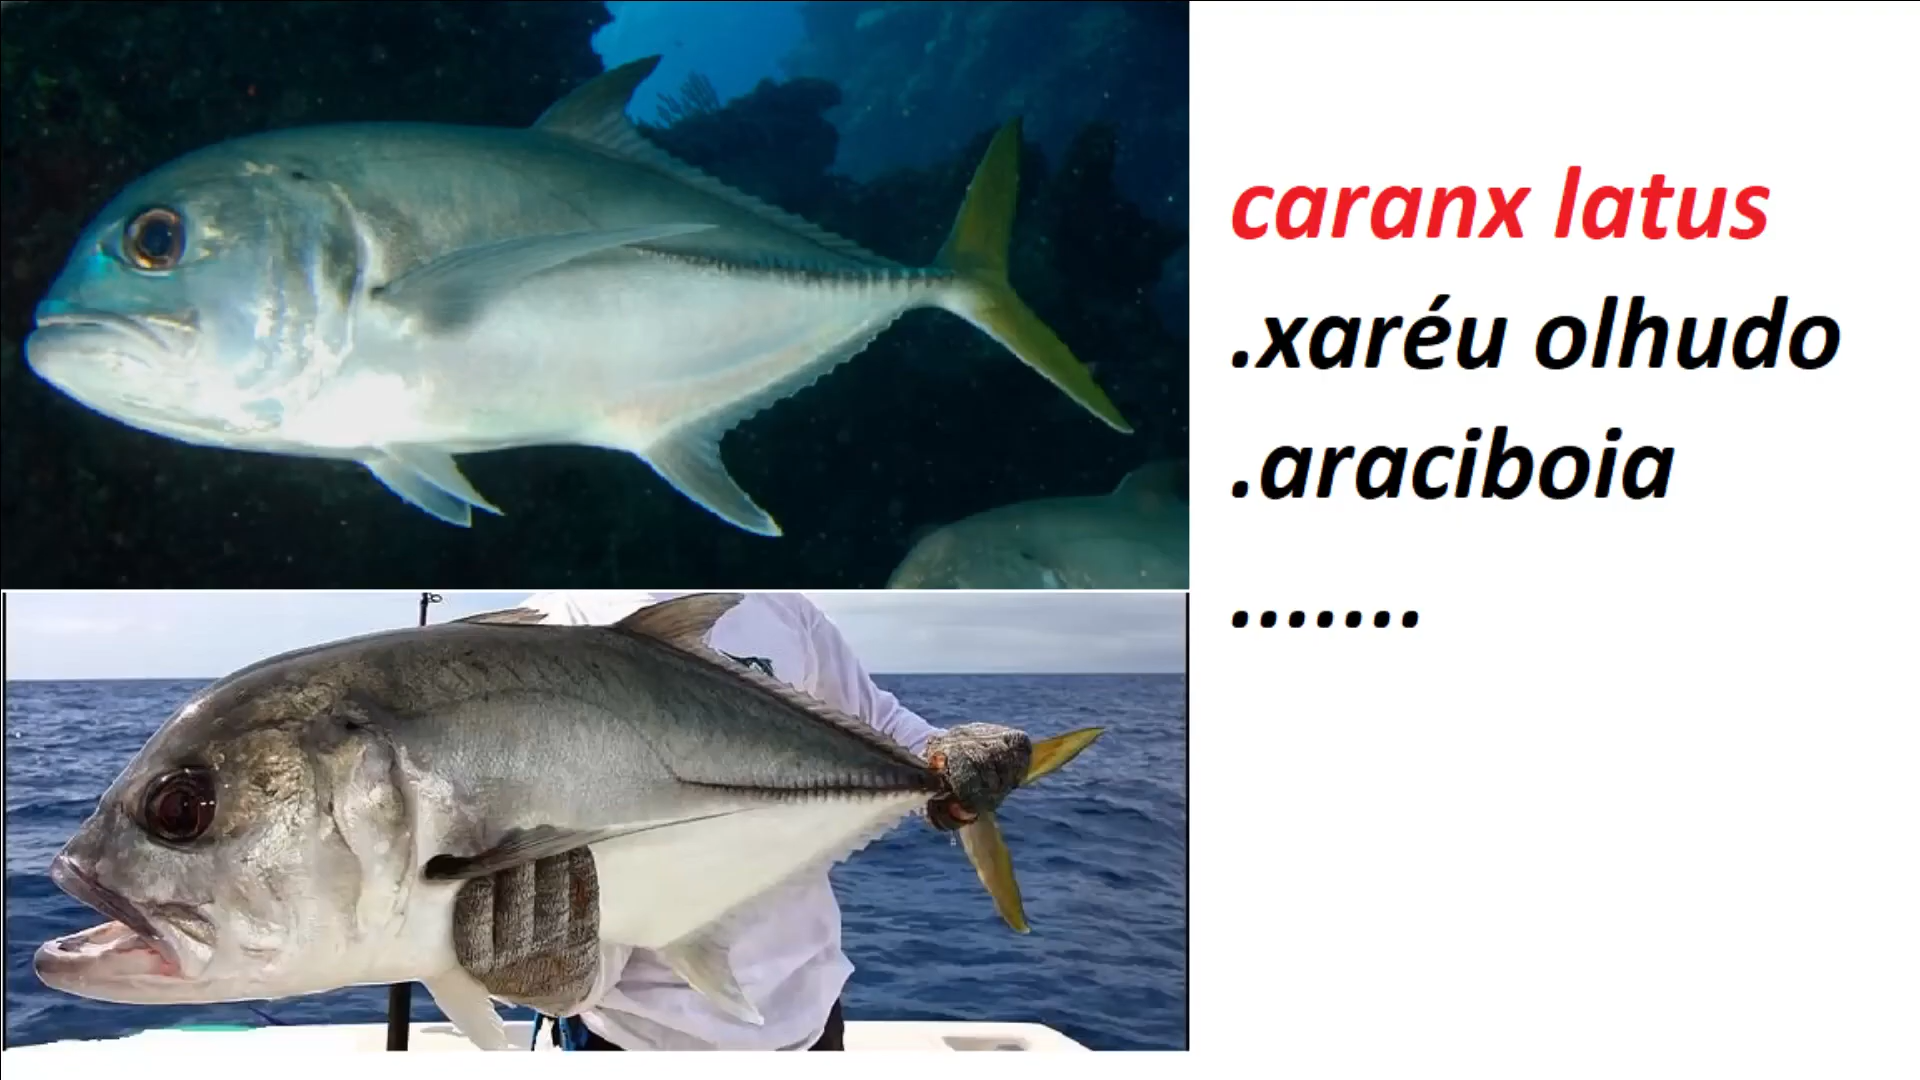 caranx latus
.xaréu olhudo
.araciboia
.......